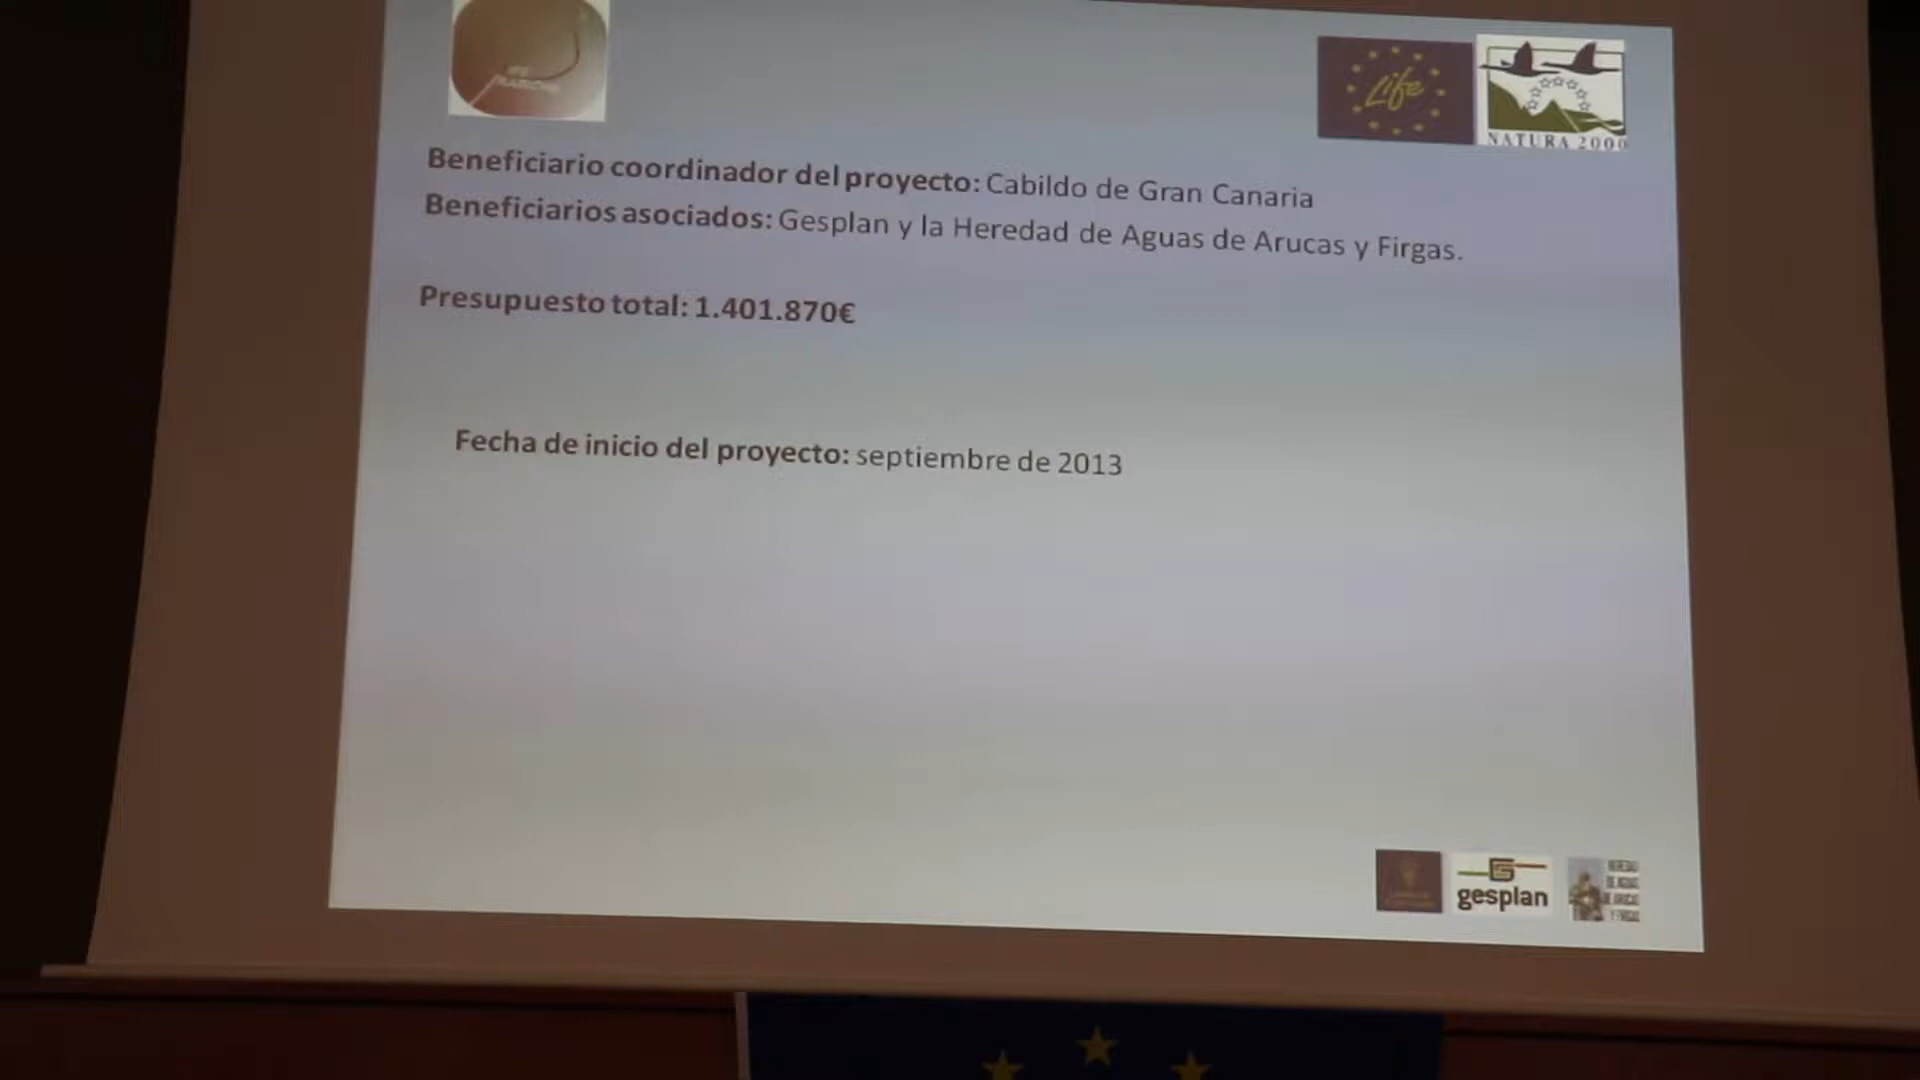 Life
NATURA 2000
Beneficiario coordinador del proyecto: Cabildo de Gran Canaria
Beneficiarios asociados: Gesplan y la Heredad de Aguas de Arucas y Firgas.
Presupuesto total: 1.401.870€
Fecha de inicio del proyecto: septiembre de 2013
gesplan